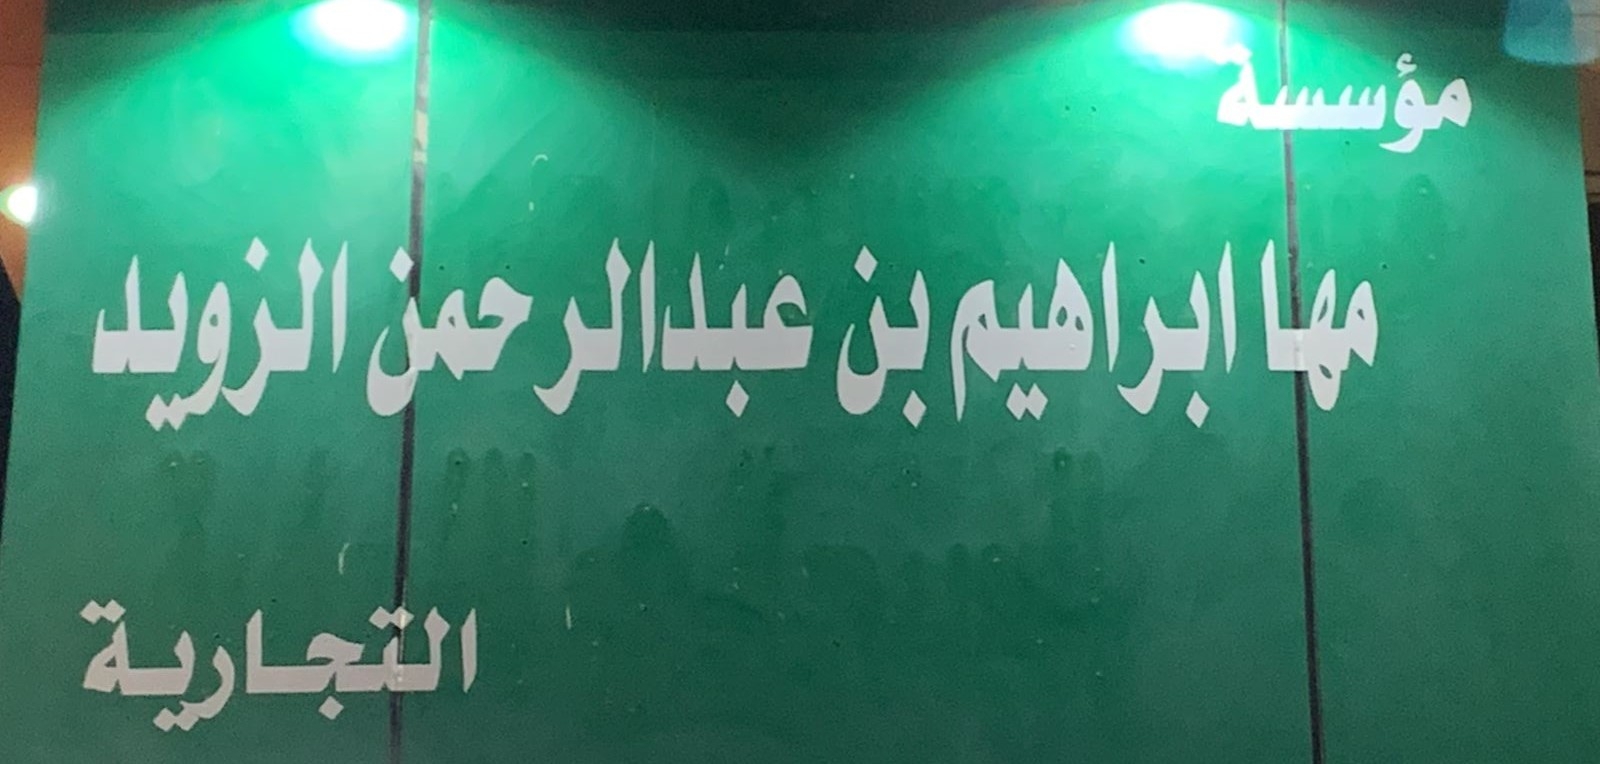 مؤسسة
مها ابراهيم بن عبدالرحمن الزويد
التجارية